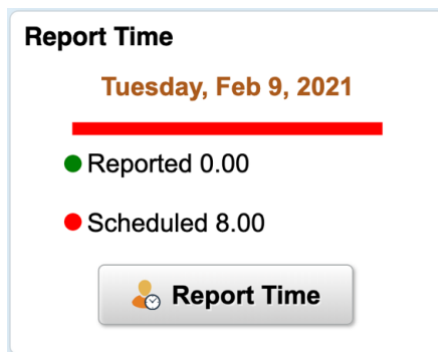 Report Time
Tuesday, Feb 9, 2021
Reported 0.00
Scheduled 8.00
Report Time